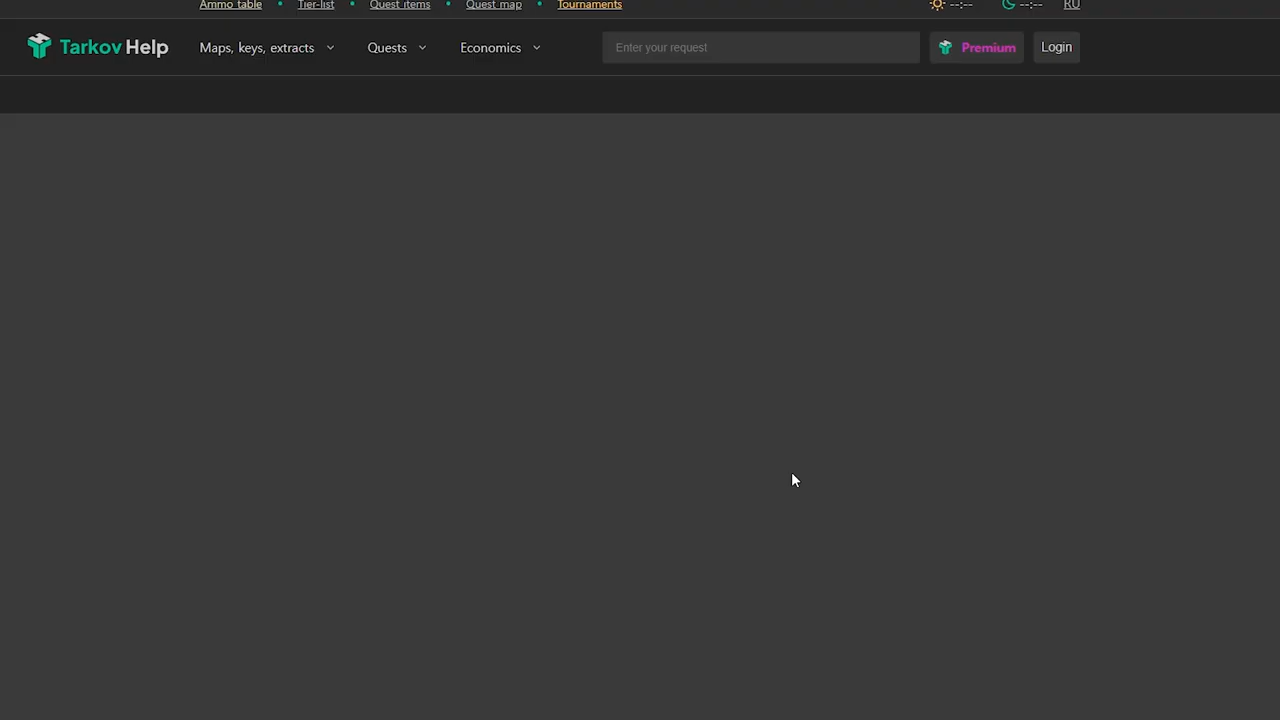 Ammo table • Tier-list • Quest items • Quest map • Tournaments --:-- --:-- RU
Tarkov Help Maps, keys, extracts Quests Economics Enter your request Premium Login